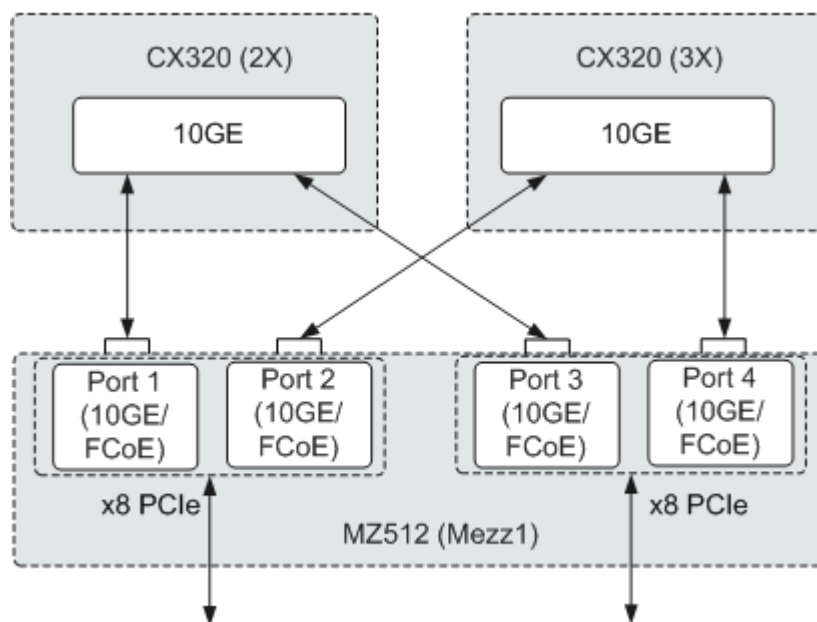 CX320 (2X)
CX320 (3X)
10GE
10GE
Port 1
(10GE/
FCoE)
Port 2
(10GE/
FCoE)
Port 3
(10GE/
FCoE)
Port 4
(10GE/
FCoE)
x8 PCIe
x8 PCIe
MZ512 (Mezz1)